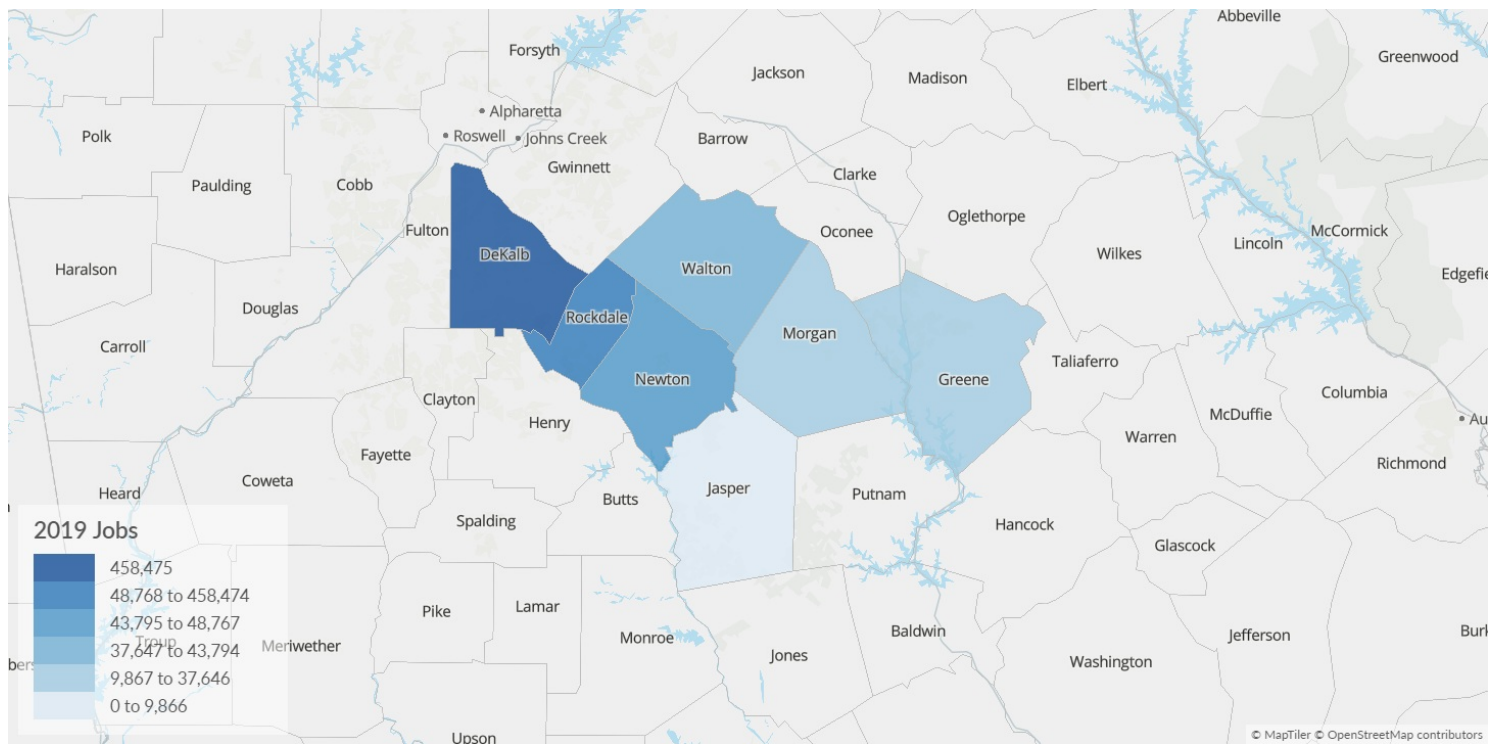 Abbeville
Forsyth
Greenwood
Jackson
Madison
Elbert
Alpharetta
Polk
Roswell
Johns Creek
Barrow
Gwinnett
Clarke
Paulding
Cobb
Oglethorpe
Fulton
Oconee
McCormick
Lincoln
DeKalb
Wilkes
Walton
Haralson
Edgefie
Douglas
Rockdale
Morgan
Carroll
Taliaferro
Newton
Greene
Columbia
Clayton
McDuffie
Henry
Au
Warren
Fayette
Richmond
Coweta
Jasper
Heard
Putnam
Butts
Spalding
Hancock
2019 Jobs
Glascock
458,475
48,768 to 458,474
Pike
Lamar
43,795 to 48,767
Baldwin
Burk
Jefferson
Troup
Meriwether
Monroe
37,647 to 43,794
Jones
Washington
bers
9,867 to 37,646
0 to 9,866
Upson
© MapTiler © OpenStreetMap contributors